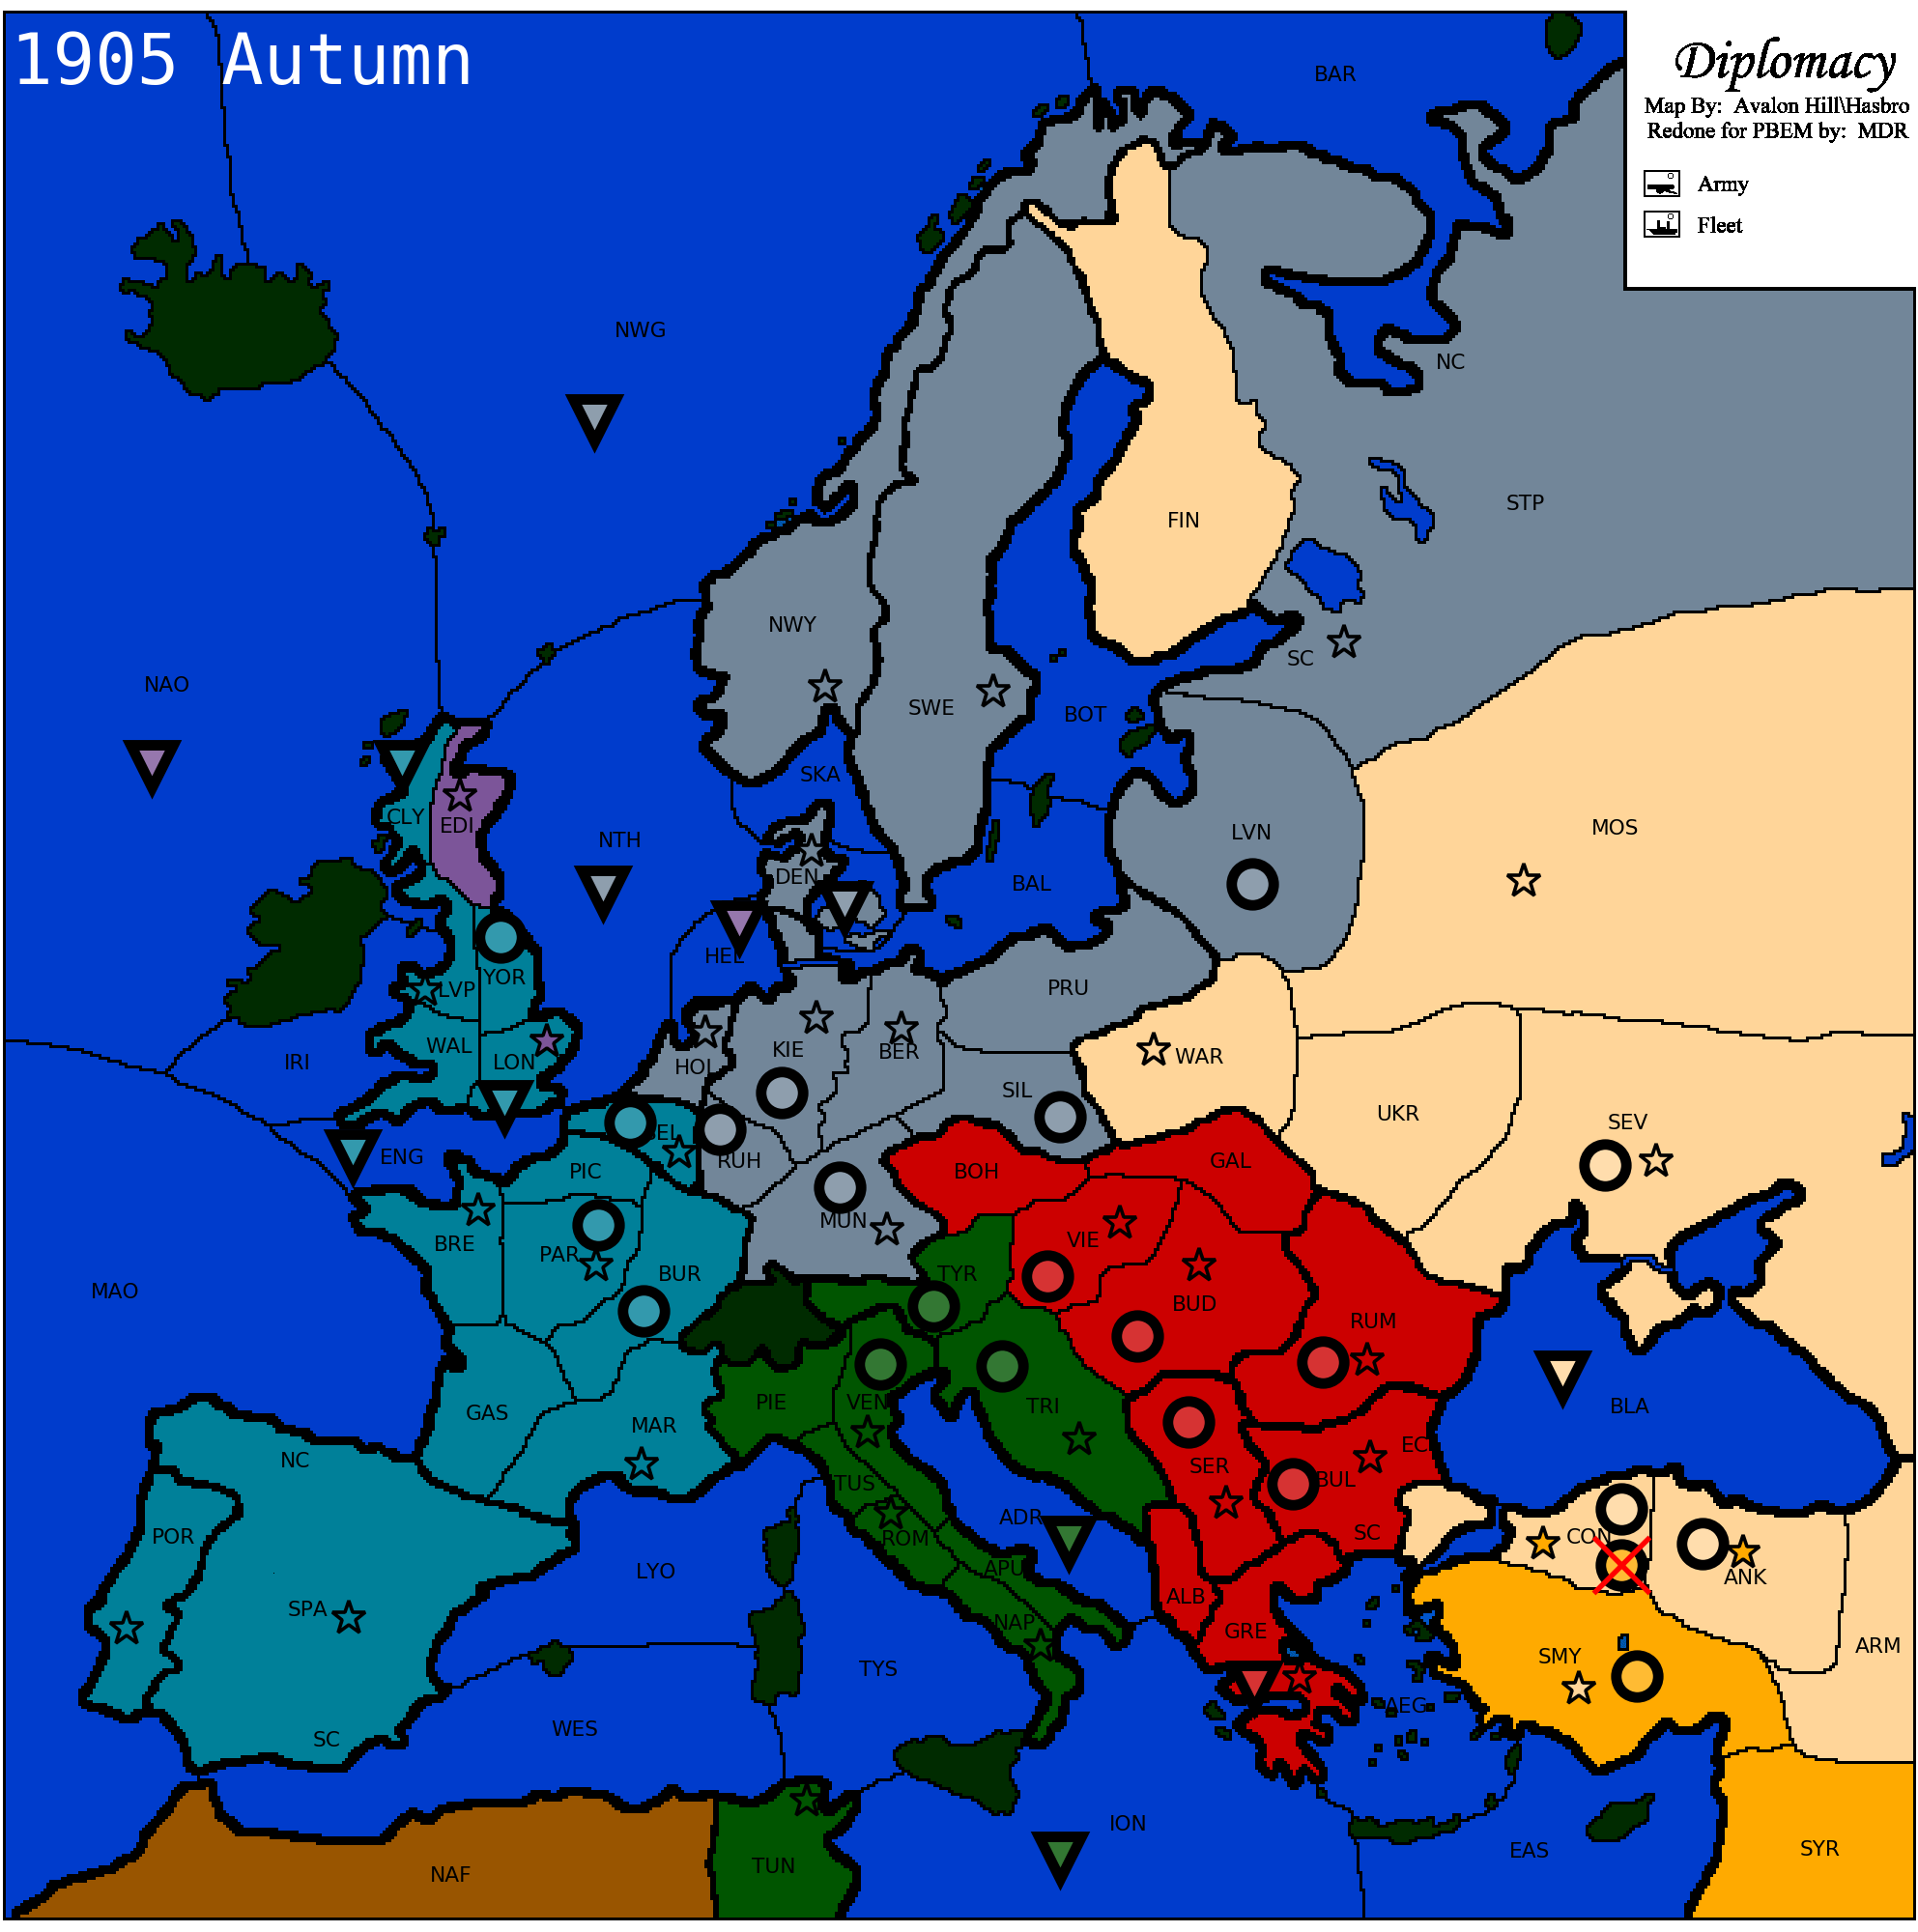 1905 Autumn
BAR
Diplomacy
Map By: Avalon Hill\Hasbro
Redone for PBEM by: MDR
Army
Fleet
NWG
NC
STP
FIN
NWY
SC
NAO
SWE
BOT
SKA
CLY
EDI
NTH
LVN
MOS
DEN
BAL
HEL
YOR
LVP
PRU
WAL
LON
IRI
HOL
KIE
BER
WAR
SIL
UKR
SEV
ENG
PIC
BEL
RUH
BOH
GAL
MUN
BRE
PAR
BUR
TYR
VIE
MAO
BUD
RUM
GAS
MAR
PIE
VEN
TRI
BLA
NC
TUS
SER
BUL
EC
POR
ROM
ADR
SC
CON
LYO
APU
ANK
SPA
ALB
NAP
GRE
ARM
TYS
SMY
AEG
WES
SC
ION
EAS
SYR
NAF
TUN